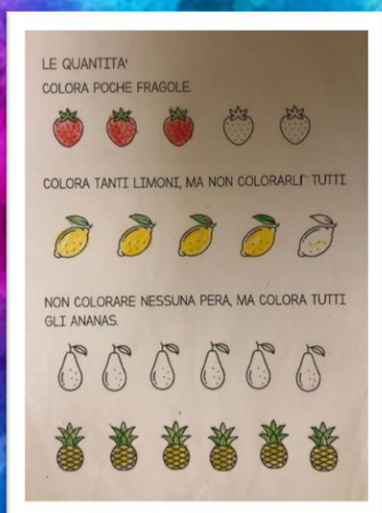 LE QUANTITA'
COLORA POCHE FRAGOLE.
COLORA TANTI LIMONI, MA NON COLORARLI TUTTI.
NON COLORARE NESSUNA PERA, MA COLORA TUTTI
GLI ANANAS.